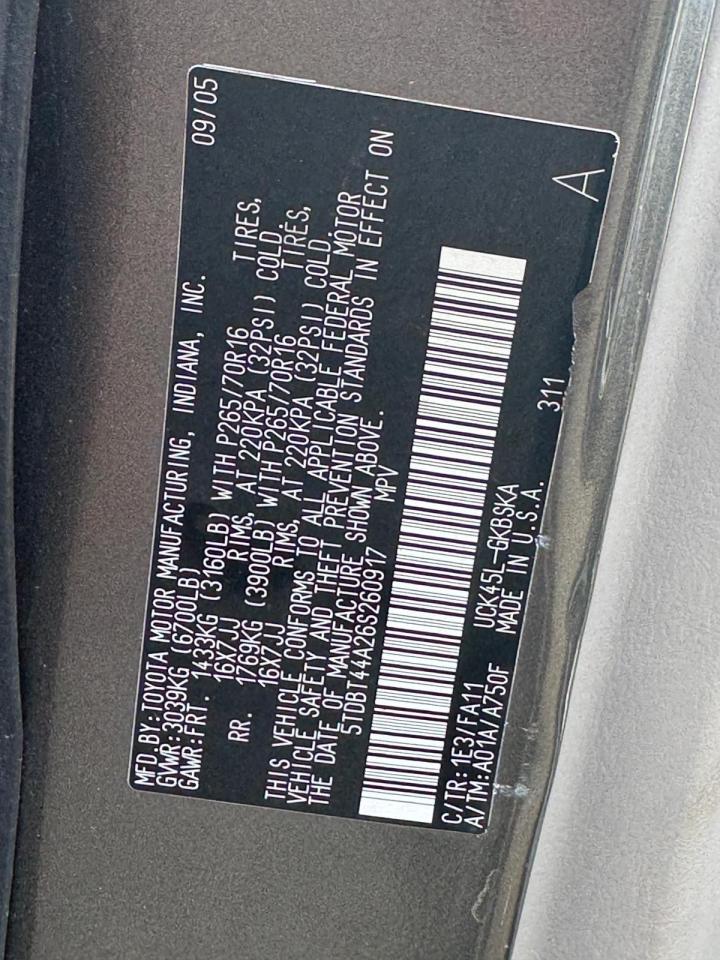 MFD.BY:TOYOTA MOTOR MANUFACTURING, INDIANA, INC. 09/05
GVWR:3039KG (6700LB)
GAWR:FRT. 1433KG (3160LB) WITH P265/70R16 TIRES,
16X7JJ RIMS, AT 220KPA (32PSI) COLD.
RR. 1769KG (3900LB) WITH P265/70R16 TIRES,
16X7JJ RIMS, AT 220KPA (32PSI) COLD.
THIS VEHICLE CONFORMS TO ALL APPLICABLE FEDERAL MOTOR
VEHICLE SAFETY AND THEFT PREVENTION STANDARDS IN EFFECT ON
THE DATE OF MANUFACTURE SHOWN ABOVE.
5TDBT44A26S260917 MPV
C/TR:1E3/FA11 UCK45L-GKBSKA 311 A
A/TM:A01A/A750F MADE IN U.S.A.